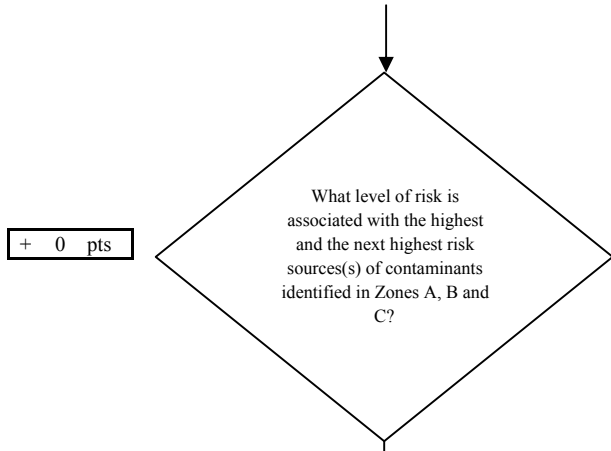 What level of risk is
associated with the highest
and the next highest risk
sources(s) of contaminants
identified in Zones A, B and
C?
+ 0 pts